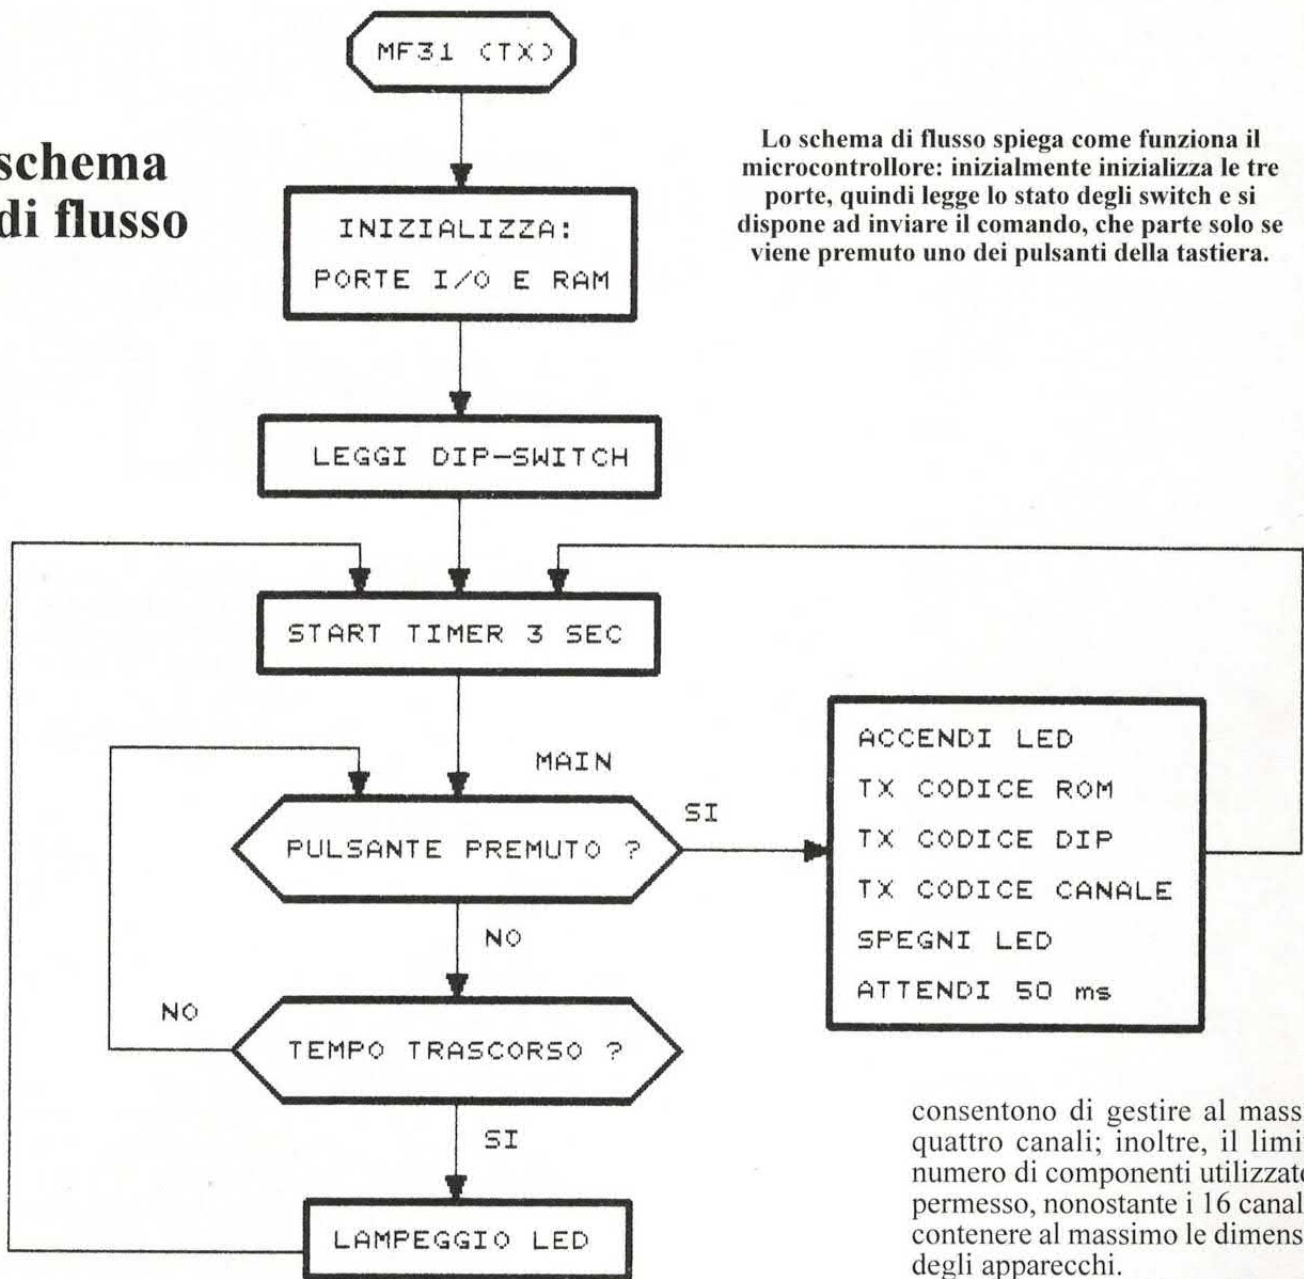 schema
di flusso
MF31 (TX)
Lo schema di flusso spiega come funziona il
microcontrollore: inizialmente inizializza le tre
porte, quindi legge lo stato degli switch e si
dispone ad inviare il comando, che parte solo se
viene premuto uno dei pulsanti della tastiera.
INIZIALIZZA:
PORTE I/O E RAM
LEGGI DIP-SWITCH
START TIMER 3 SEC
MAIN
PULSANTE PREMUTO ?
SI
ACCENDI LED
TX CODICE ROM
TX CODICE DIP
TX CODICE CANALE
SPEGNI LED
ATTENDI 50 ms
NO
TEMPO TRASCORSO ?
NO
SI
LAMPEGGIO LED
consentono di gestire al mass
quattro canali; inoltre, il limi
numero di componenti utilizzat
permesso, nonostante i 16 canal
contenere al massimo le dimens
degli apparecchi.